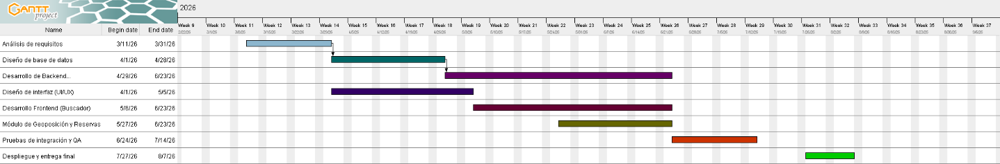 GANTT
project
2026
Name Begin date End date
Week 9 Week 10 Week 11 Week 12 Week 13 Week 14 Week 15 Week 16 Week 17 Week 18 Week 19 Week 20 Week 21 Week 22 Week 23 Week 24 Week 25 Week 26 Week 27 Week 28 Week 29 Week 30 Week 31 Week 32 Week 33 Week 34 Week 35 Week 36 Week 37
Análisis de requisitos 3/11/26 3/31/26
Diseño de base de datos 4/1/26 4/28/26
Desarrollo de Backend... 4/29/26 6/23/26
Diseño de interfaz (UI/UX) 4/1/26 5/5/26
Desarrollo Frontend (Buscador) 5/6/26 6/23/26
Módulo de Geoposición y Reservas 5/27/26 6/23/26
Pruebas de integración y QA 6/24/26 7/14/26
Despliegue y entrega final 7/27/26 8/7/26